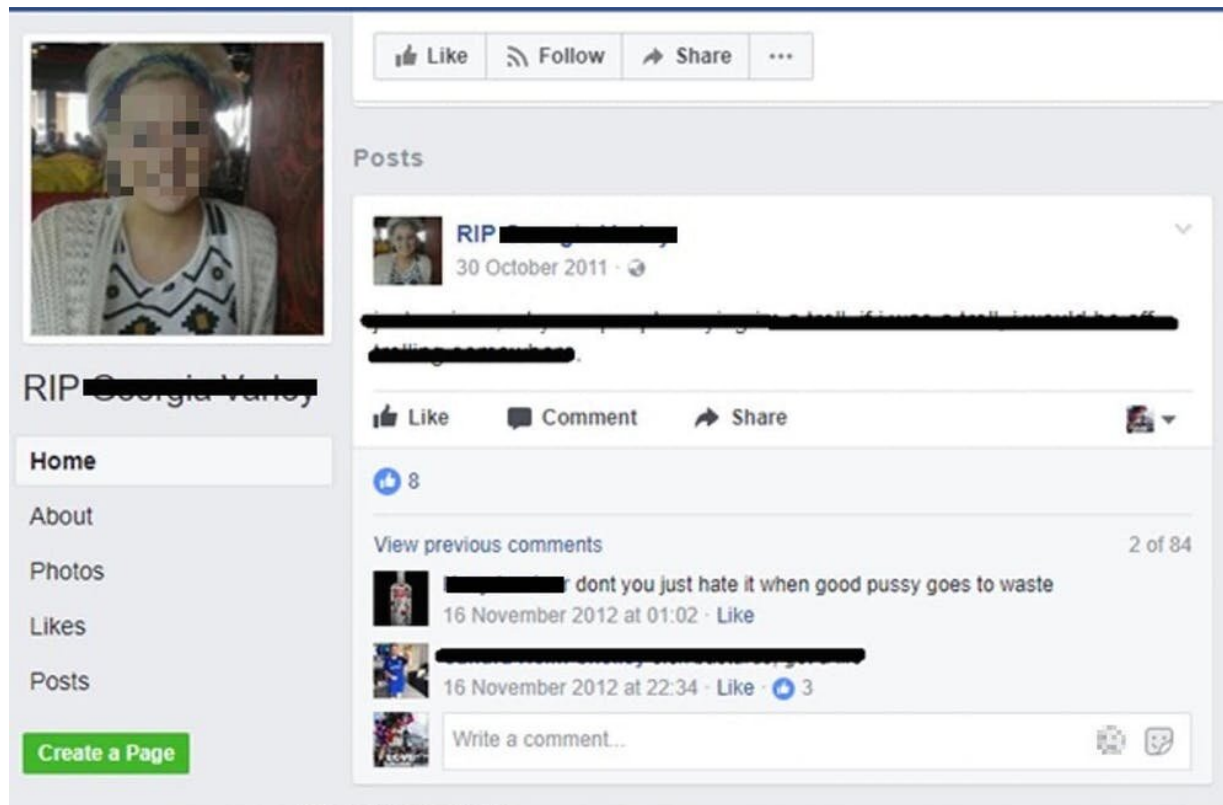 Like
Follow
Share
...
Posts
RIP
30 October 2011
Like
Comment
Share
8
View previous comments
2 of 84
dont you just hate it when good pussy goes to waste
16 November 2012 at 01:02 · Like
16 November 2012 at 22:34 · Like · 3
Write a comment...
RIP
Home
About
Photos
Likes
Posts
Create a Page